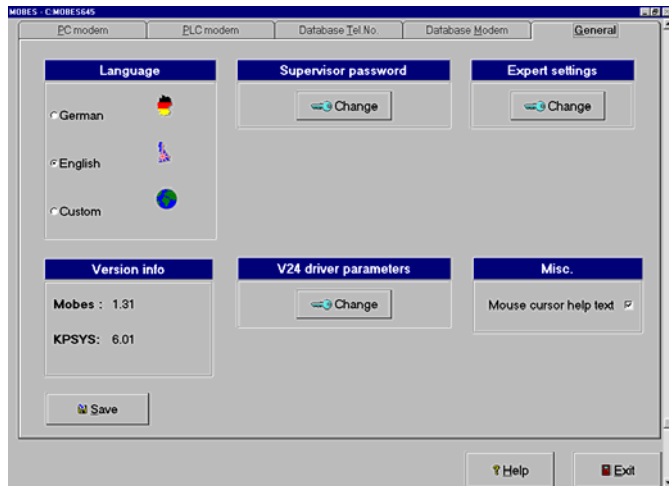 MOBES - C:MOBES645
PC modem PLC modem Database Tel.No. Database Modem General
Language Supervisor password Expert settings
Change Change
German
English
Custom
Version info V24 driver parameters Misc.
Mobes : 1.31 Change Mouse cursor help text
KPSYS: 6.01
Save
Help Exit